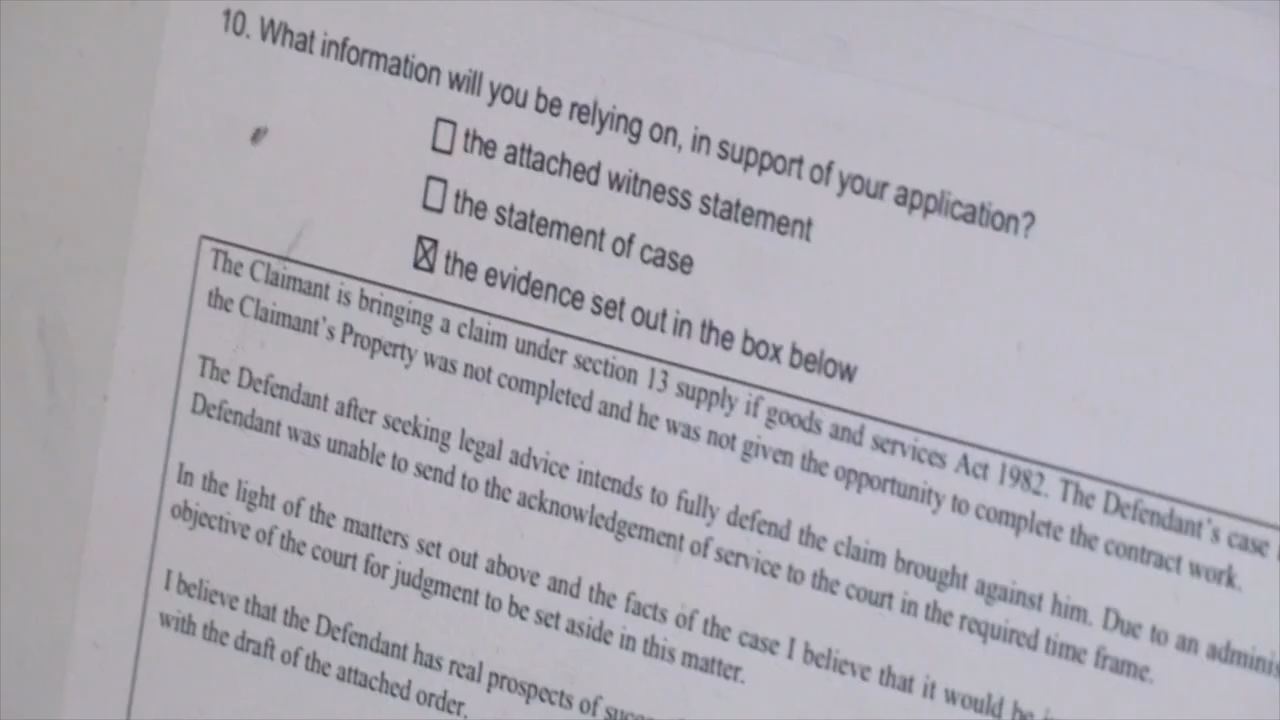 10. What information will you be relying on, in support of your application?
the attached witness statement
the statement of case
the evidence set out in the box below
The Claimant is bringing a claim under section 13 supply if goods and services Act 1982. The Defendant's case
the Claimant's Property was not completed and he was not given the opportunity to complete the contract work.
The Defendant after seeking legal advice intends to fully defend the claim brought against him. Due to an
Defendant was unable to send to the acknowledgement of service to the court in the required time frame.
In the light of the matters set out above and the facts of the case I believe that it would be
objective of the court for judgment to be set aside in this matter.
I believe that the Defendant has real prospects of
with the draft of the attached order.